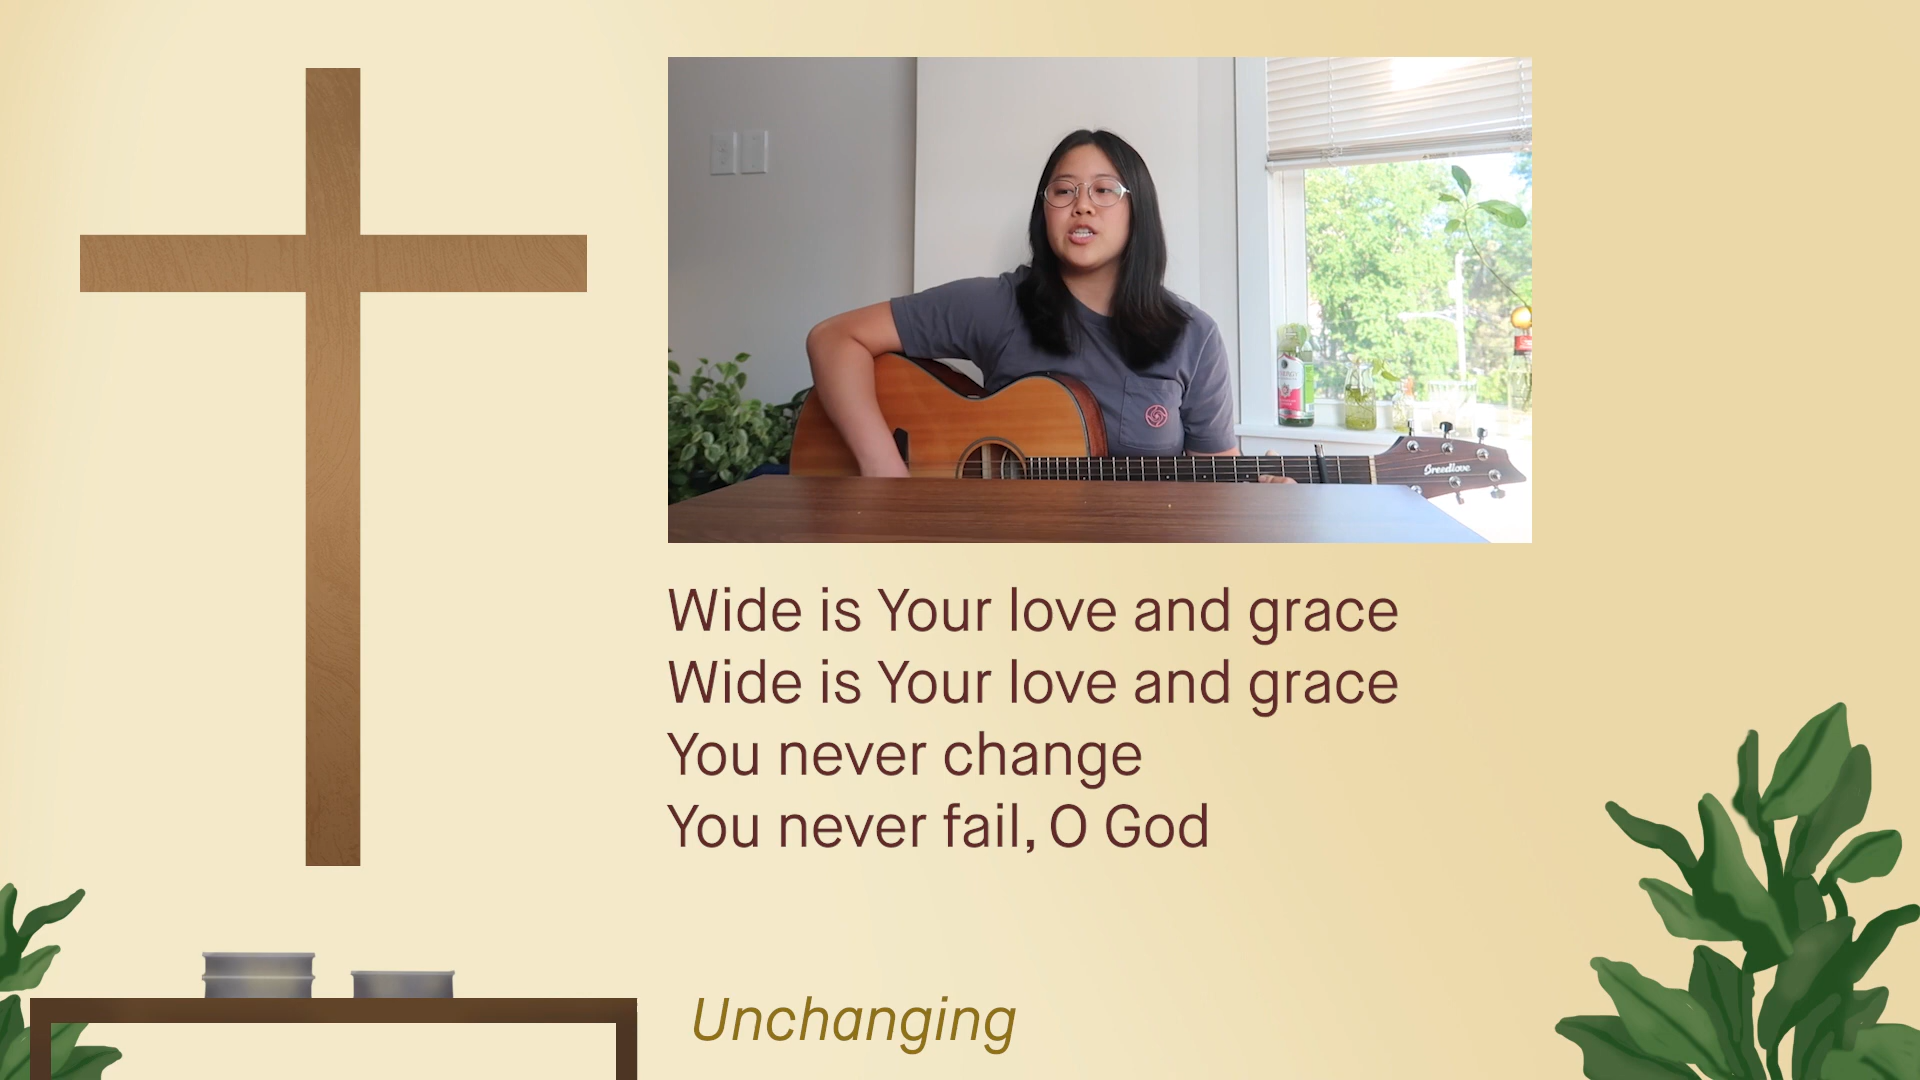 Breedlove
Wide is Your love and grace
Wide is Your love and grace
You never change
You never fail, O God
Unchanging